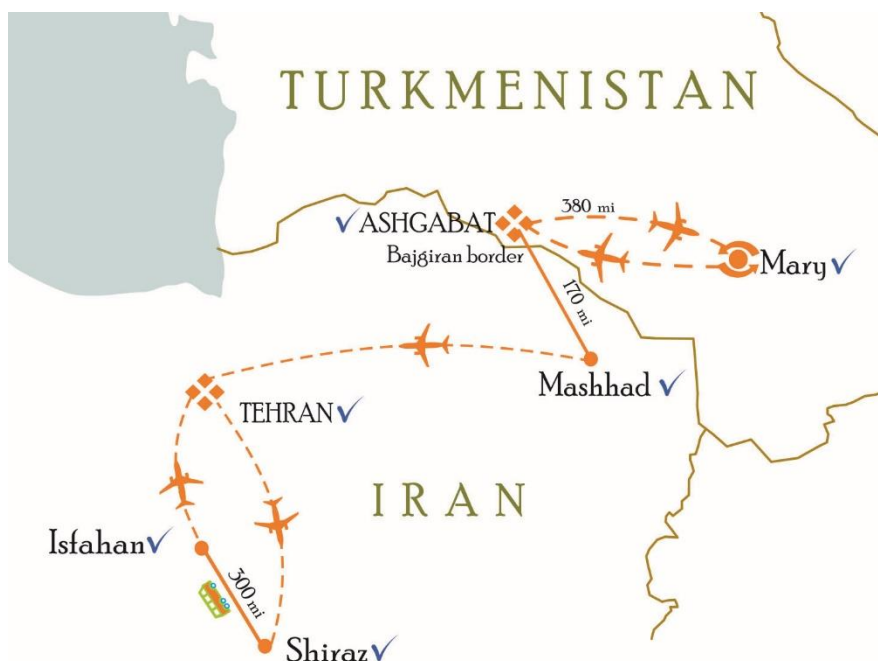 TURKMENISTAN
380 mi
ASHGABAT
Bajgiran border
Mary
170 mi
Mashhad
TEHRAN
IRAN
Isfahan
300 mi
Shiraz